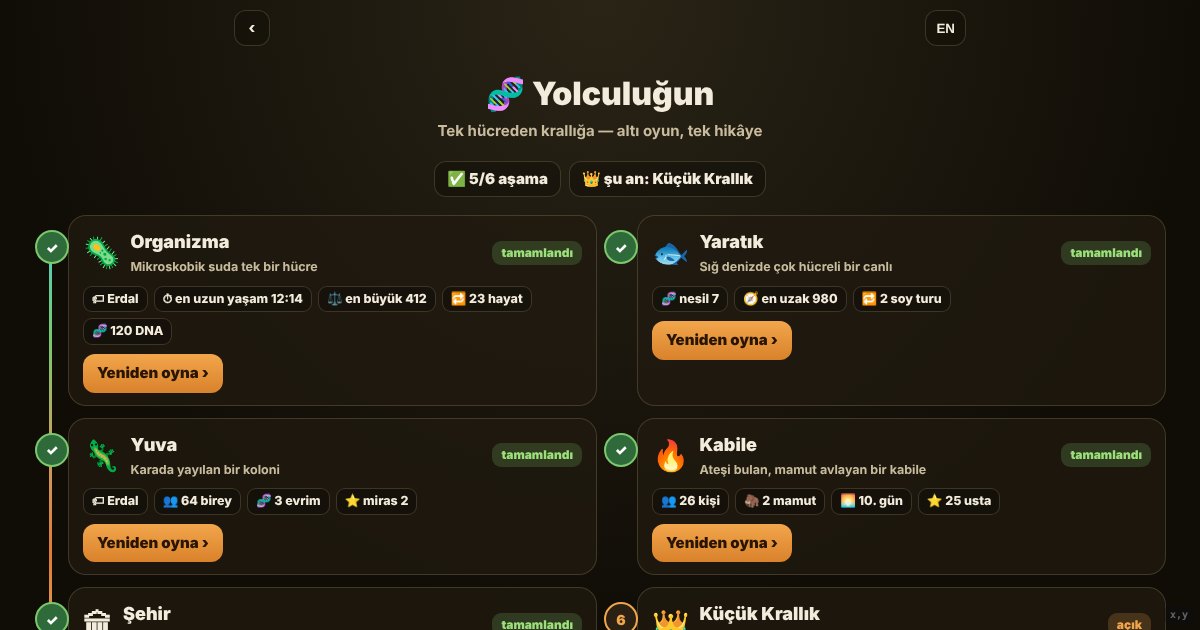 ‹
EN
Yolculuğun
Tek hücreden krallığa — altı oyun, tek hikâye
5/6 aşama
şu an: Küçük Krallık
Organizma
tamamlandı
Mikroskobik suda tek bir hücre
Erdal
en uzun yaşam 12:14
en büyük 412
23 hayat
120 DNA
Yeniden oyna ›
Yaratık
tamamlandı
Sığ denizde çok hücreli bir canlı
nesil 7
en uzak 980
2 soy turu
Yeniden oyna ›
Yuva
tamamlandı
Karada yayılan bir koloni
Erdal
64 birey
3 evrim
miras 2
Yeniden oyna ›
Kabile
tamamlandı
Ateşi bulan, mamut avlayan bir kabile
26 kişi
2 mamut
10. gün
25 usta
Yeniden oyna ›
Şehir
tamamlandı
6
Küçük Krallık
açık
x,y